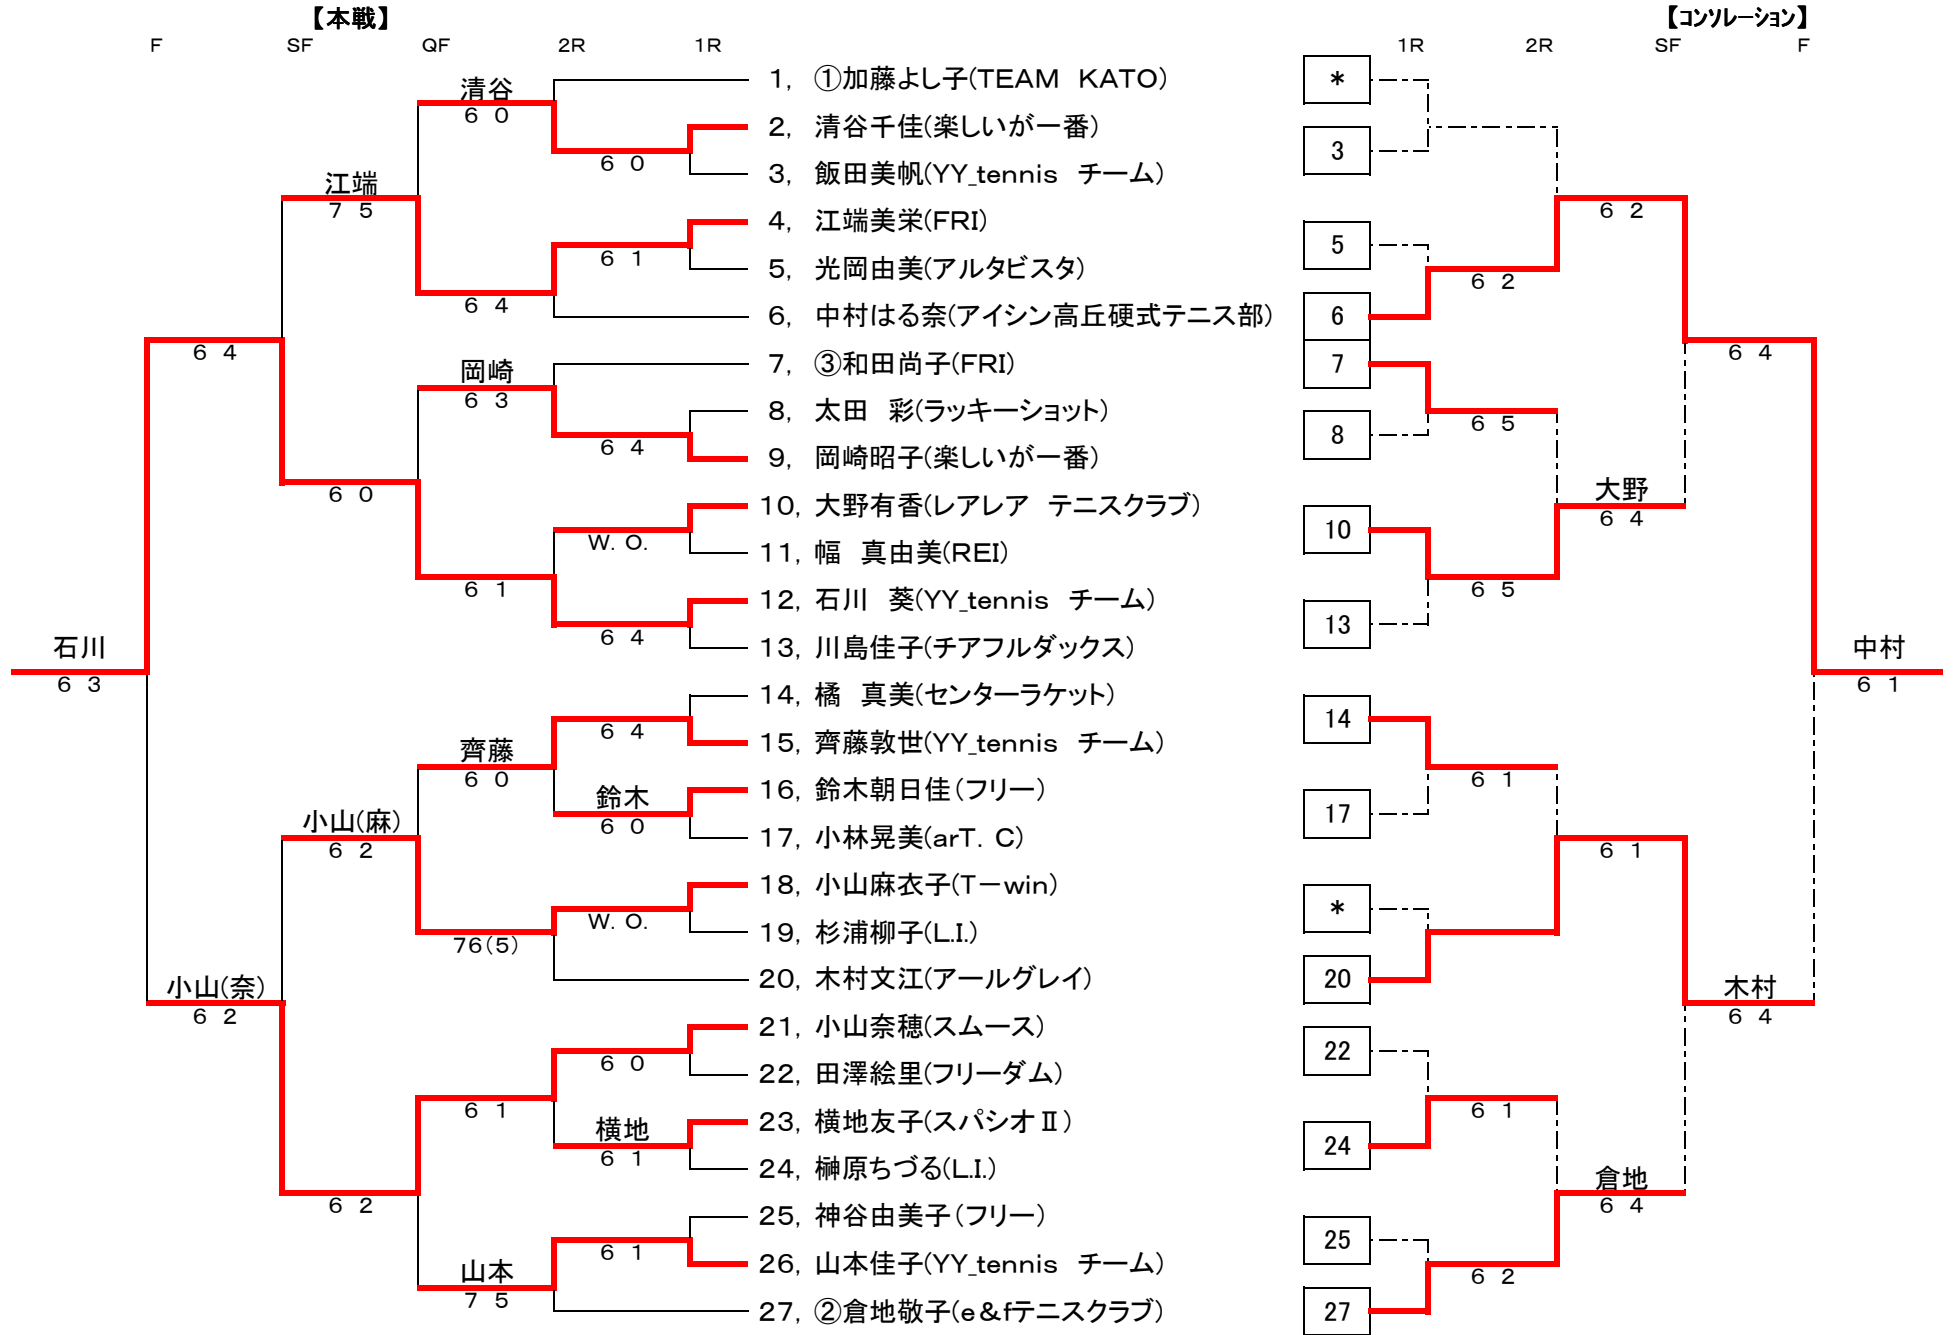 【本戦】
【コンソレーション】
F SF QF 2R 1R
1R 2R SF F
1, ①加藤よし子(TEAM KATO)
2, 清谷千佳(楽しいが一番)
3, 飯田美帆(YY_tennis チーム)
4, 江端美栄(FRI)
5, 光岡由美(アルタビスタ)
6, 中村はる奈(アイシン高丘硬式テニス部)
7, ③和田尚子(FRI)
8, 太田 彩(ラッキーショット)
9, 岡崎昭子(楽しいが一番)
10, 大野有香(レアレア テニスクラブ)
11, 幅 真由美(REI)
12, 石川 葵(YY_tennis チーム)
13, 川島佳子(チアフルダックス)
14, 橘 真美(センターラケット)
15, 齊藤敦世(YY_tennis チーム)
16, 鈴木朝日佳(フリー)
17, 小林晃美(arT.C)
18, 小山麻衣子(T－win)
19, 杉浦柳子(L.I.)
20, 木村文江(アールグレイ)
21, 小山奈穂(スムース)
22, 田澤絵里(フリーダム)
23, 横地友子(スパシオⅡ)
24, 榊原ちづる(L.I.)
25, 神谷由美子(フリー)
26, 山本佳子(YY_tennis チーム)
27, ②倉地敬子(e＆fテニスクラブ)
6 0
6 1
6 4
W.O.
6 4
6 4
鈴木
6 0
W.O.
6 0
横地
6 1
6 1
清谷
6 0
6 4
岡崎
6 3
6 1
齊藤
6 0
76(5)
6 1
山本
7 5
江端
7 5
6 0
小山(麻)
6 2
6 2
6 4
小山(奈)
6 2
石川
6 3
*
3
5
6
7
8
10
13
14
17
*
20
22
24
25
27
6 2
6 5
6 5
6 1
6 1
6 2
6 2
大野
6 4
6 1
倉地
6 4
6 4
木村
6 4
中村
6 1